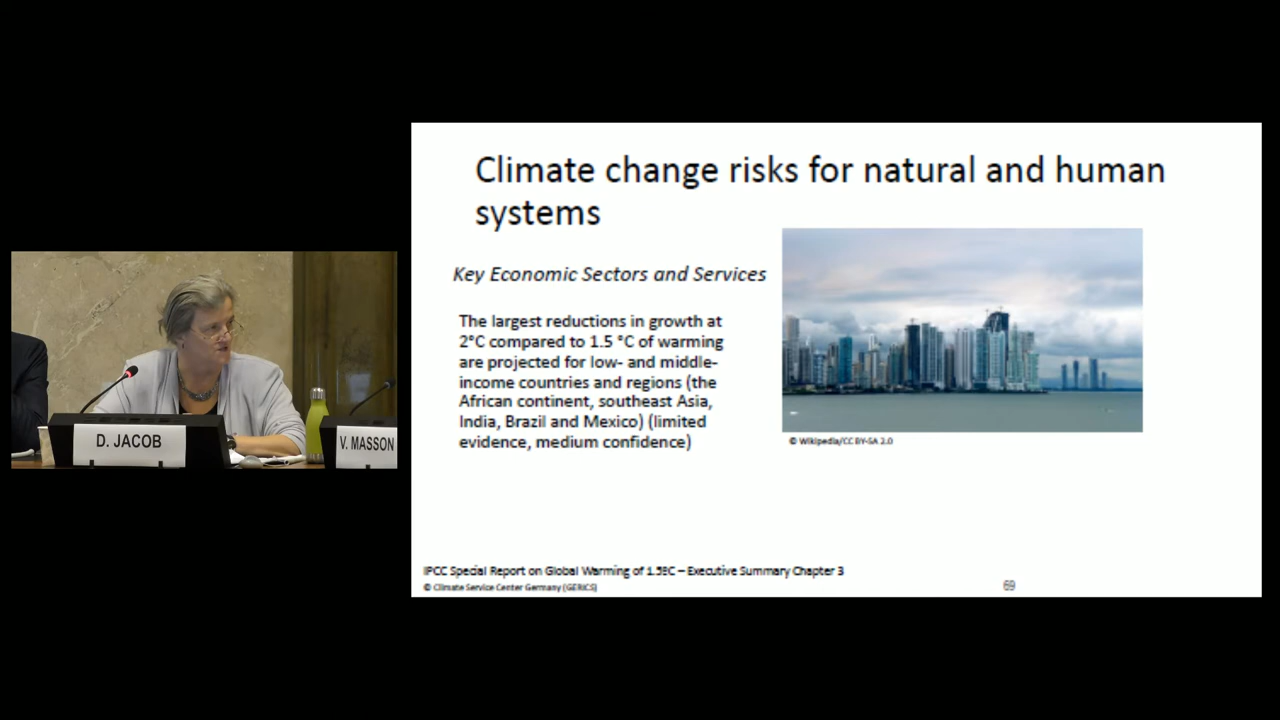 Climate change risks for natural and human
systems
Key Economic Sectors and Services
The largest reductions in growth at
2°C compared to 1.5 °C of warming
are projected for low- and middle-
income countries and regions (the
African continent, southeast Asia,
India, Brazil and Mexico) (limited
evidence, medium confidence)
© Wikipedia/CC BY-SA 2.0
D. JACOB
V. MASSON
IPCC Special Report on Global Warming of 1.5ºC – Executive Summary Chapter 3
© Climate Service Center Germany (GERICS)
69